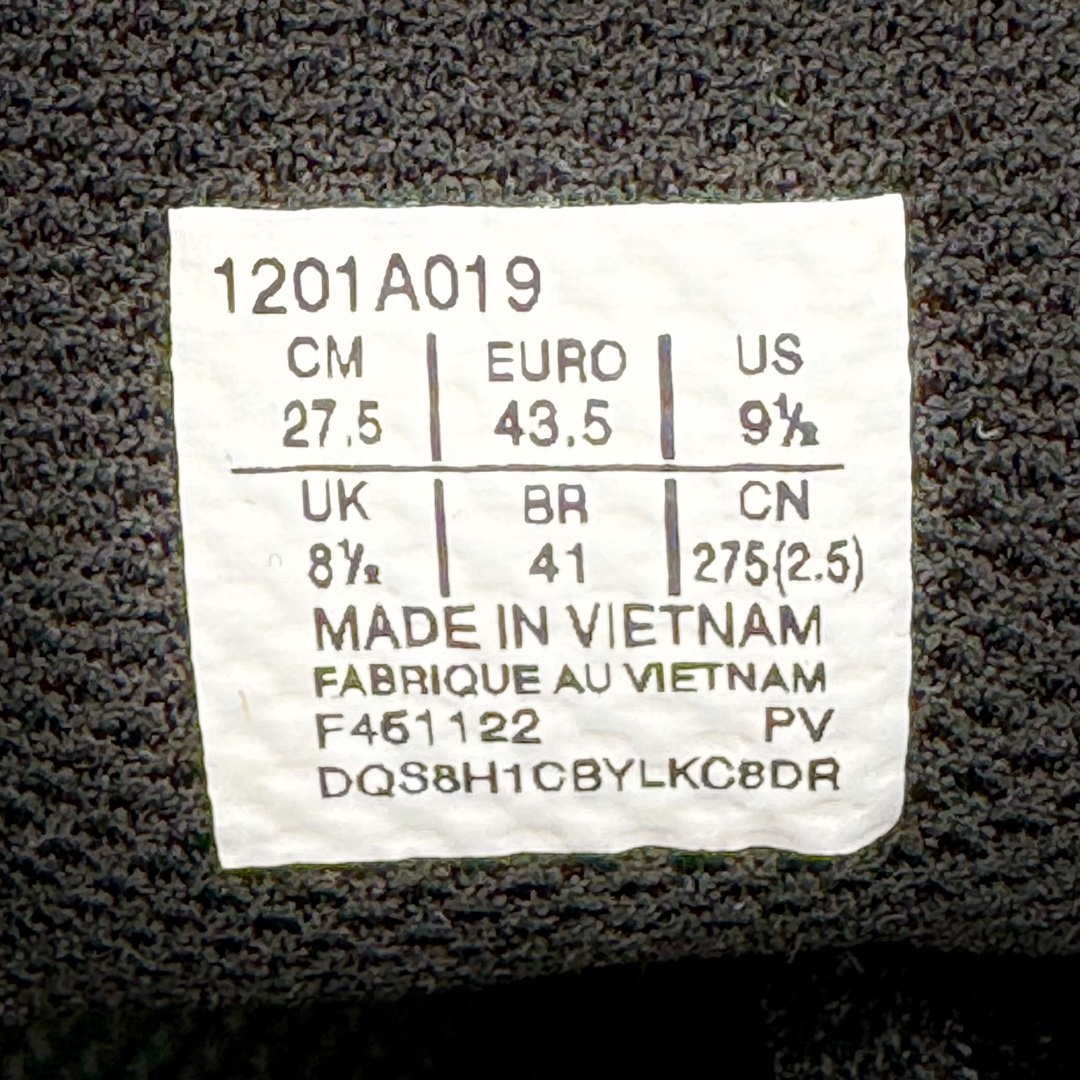 1201A019
CM | EURO | US
27.5 | 43.5 | 9½
UK | BR | CN
8½ | 41 | 275(2.5)
MADE IN VIETNAM
FABRIQUE AU VIETNAM
F461122 PV
DQS8H1CBYLKC8DR